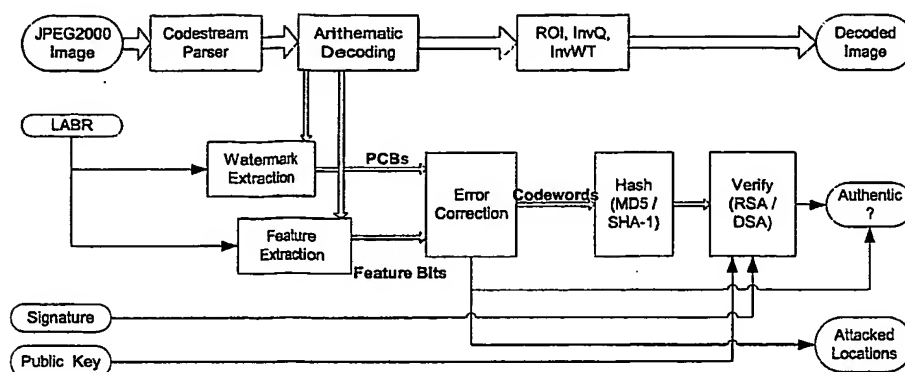 JPEG2000
Image
Codestream
Parser
Arithmatic
Decoding
ROI, InvQ,
InvWT
Decoded
Image
LABR
Watermark
Extraction
PCBs
Feature
Extraction
Feature Bits
Error
Correction
Codewords
Hash
(MD5 /
SHA-1)
Verify
(RSA /
DSA)
Authentic
?
Signature
Public Key
Attacked
Locations